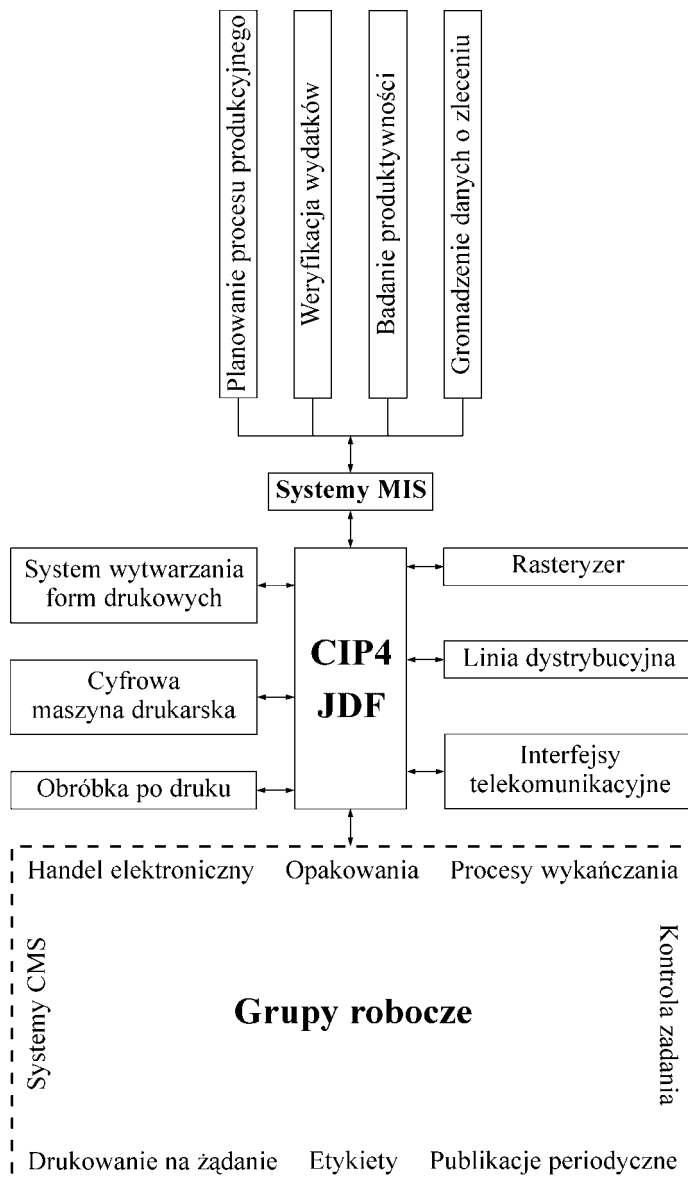 Planowanie procesu produkcyjnego
Weryfikacja wydatków
Badanie produktywności
Gromadzenie danych o zleceniu
Systemy MIS
System wytwarzania
form drukowych
Cyfrowa
maszyna drukarska
Obróbka po druku
CIP4
JDF
Rasteryzer
Linia dystrybucyjna
Interfejsy
telekomunikacyjne
Handel elektroniczny
Opakowania
Procesy wykańczania
Systemy CMS
Grupy robocze
Kontrola zadania
Drukowanie na żądanie
Etykiety
Publikacje periodyczne